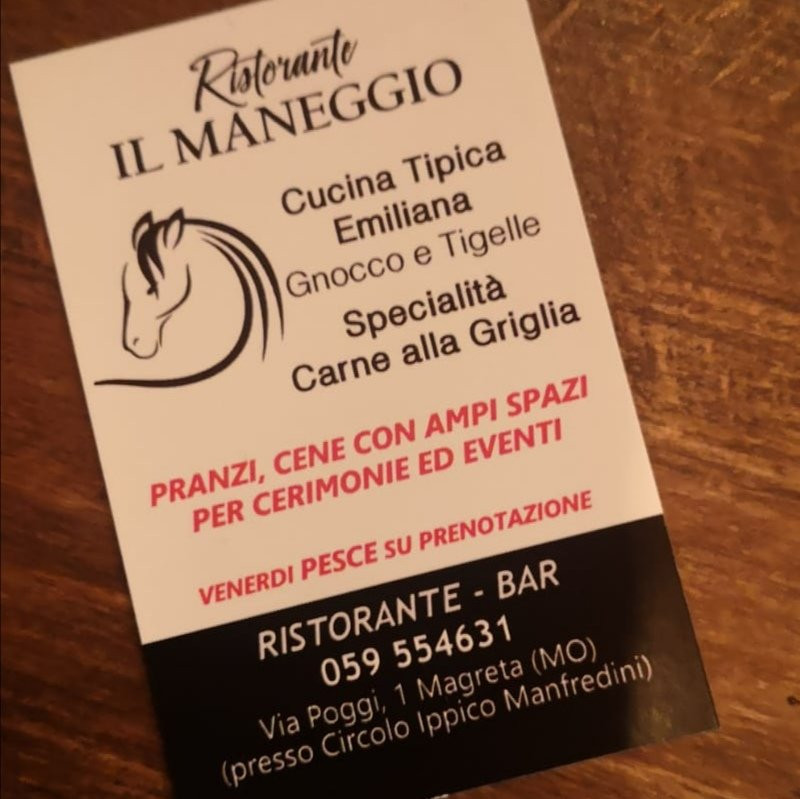 Ristorante
IL MANEGGIO
Cucina Tipica
Emiliana
Gnocco e Tigelle
Specialità
Carne alla Griglia
PRANZI, CENE CON AMPI SPAZI
PER CERIMONIE ED EVENTI
VENERDI PESCE SU PRENOTAZIONE
RISTORANTE - BAR
059 554631
Via Poggi, 1 Magreta (MO)
(presso Circolo Ippico Manfredini)